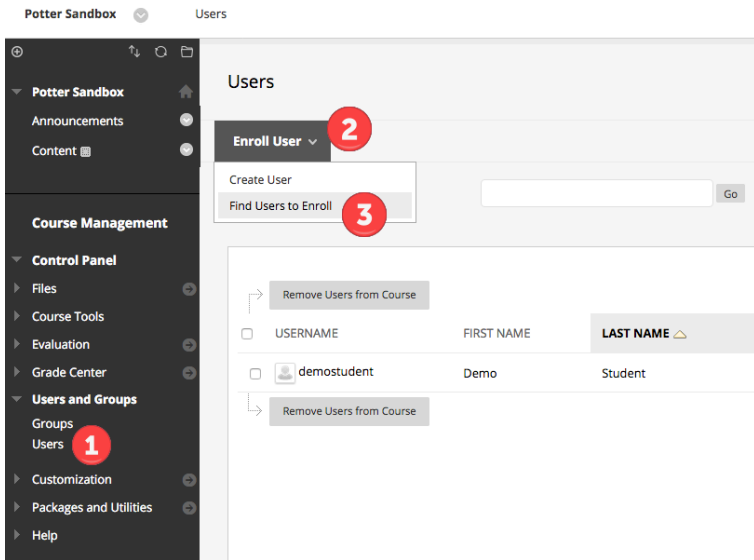 Potter Sandbox Users
Potter Sandbox
Announcements
Content
Course Management
Control Panel
Files
Course Tools
Evaluation
Grade Center
Users and Groups
Groups
Users 1
Customization
Packages and Utilities
Help
Users
Enroll User 2
Create User
Find Users to Enroll 3
Go
Remove Users from Course
USERNAME FIRST NAME LAST NAME
demostudent Demo Student
Remove Users from Course